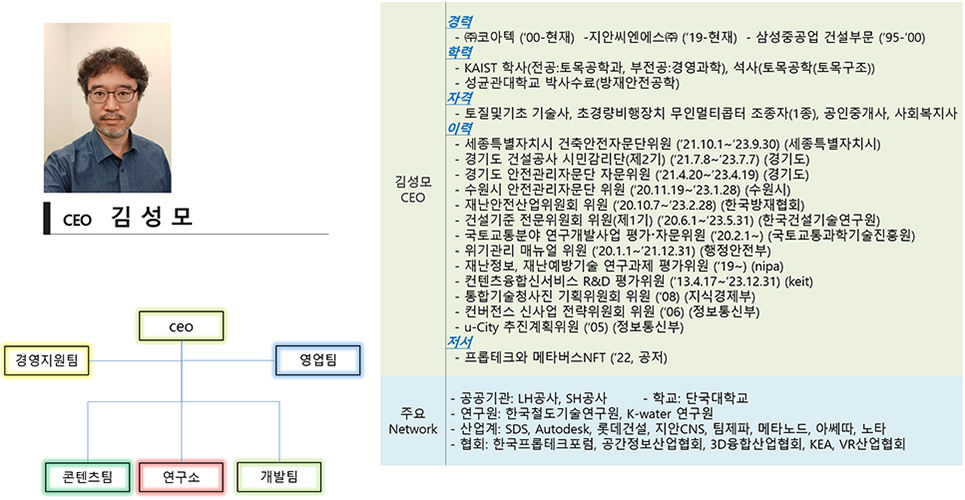 CEO 김 성 모
ceo
경영지원팀
영업팀
콘텐츠팀
연구소
개발팀
김성모
CEO
경력
- ㈜코아텍 ('00-현재) -지안씨엔에스㈜ ('19-현재) - 삼성중공업 건설부문 ('95-'00)
학력
- KAIST 학사(전공:토목공학과, 부전공:경영과학), 석사(토목공학(토목구조))
- 성균관대학교 박사수료(방재안전공학)
자격
- 토질및기초 기술사, 초경량비행장치 무인멀티콥터 조종자(1종), 공인중개사, 사회복지사
이력
- 세종특별자치시 건축안전자문단위원 ('21.10.1~'23.9.30) (세종특별자치시)
- 경기도 건설공사 시민감리단(제2기) ('21.7.8~'23.7.7) (경기도)
- 경기도 안전관리자문단 자문위원 ('21.4.20~'23.4.19) (경기도)
- 수원시 안전관리자문단 위원 ('20.11.19~'23.1.28) (수원시)
- 재난안전산업위원회 위원 ('20.10.7~'23.2.28) (한국방재협회)
- 건설기준 전문위원회 위원(제1기) ('20.6.1~'23.5.31) (한국건설기술연구원)
- 국토교통분야 연구개발사업 평가·자문위원 ('20.2.1~) (국토교통과학기술진흥원)
- 위기관리 매뉴얼 위원 ('20.1.1~'21.12.31) (행정안전부)
- 재난정보, 재난예방기술 연구과제 평가위원 ('19~) (nipa)
- 컨텐츠융합신서비스 R&D 평가위원 ('13.4.17~'23.12.31) (keit)
- 통합기술청사진 기획위원회 위원 ('08) (지식경제부)
- 컨버전스 신사업 전략위원회 위원 ('06) (정보통신부)
- u-City 추진계획위원 ('05) (정보통신부)
저서
- 프롭테크와 메타버스NFT ('22, 공저)
주요
Network
- 공공기관: LH공사, SH공사 - 학교: 단국대학교
- 연구원: 한국철도기술연구원, K-water 연구원
- 산업계: SDS, Autodesk, 롯데건설, 지안CNS, 팀제파, 메타노드, 아쎄따, 노타
- 협회: 한국프롭테크포럼, 공간정보산업협회, 3D융합산업협회, KEA, VR산업협회